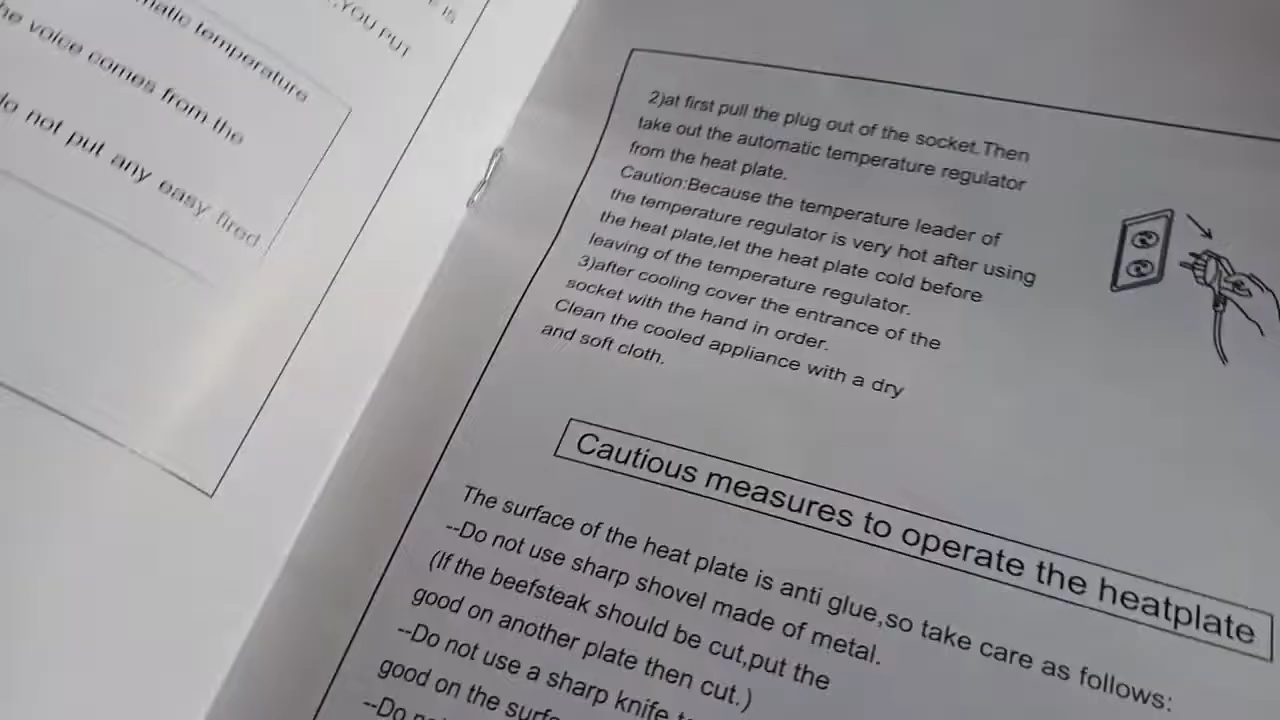 IS
YOU PUT
matic temperature
voice comes from the
do not put any easy fired
2)at first pull the plug out of the socket.Then
take out the automatic temperature regulator
from the heat plate.
Caution:Because the temperature leader of
the temperature regulator is very hot after using
the heat plate,let the heat plate cold before
leaving of the temperature regulator.
3)after cooling cover the entrance of the
socket with the hand in order.
Clean the cooled appliance with a dry
and soft cloth.
Cautious measures to operate the heatplate
The surface of the heat plate is anti glue,so take care as follows:
--Do not use sharp shovel made of metal.
(If the beefsteak should be cut,put the
good on another plate then cut.)
--Do not use a sharp knife
good on the
--Do